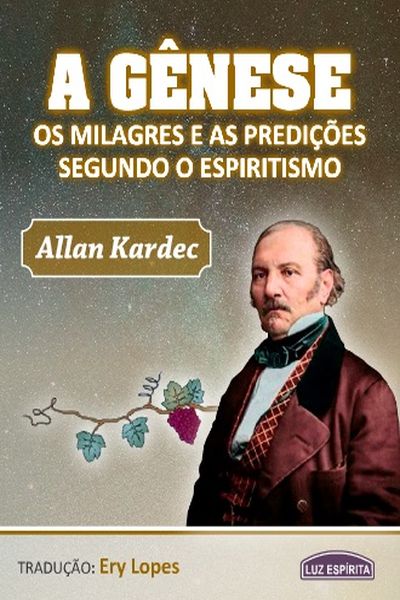 A GÊNESE
OS MILAGRES E AS PREDIÇÕES
SEGUNDO O ESPIRITISMO
Allan Kardec
TRADUÇÃO: Ery Lopes
LUZ ESPÍRITA